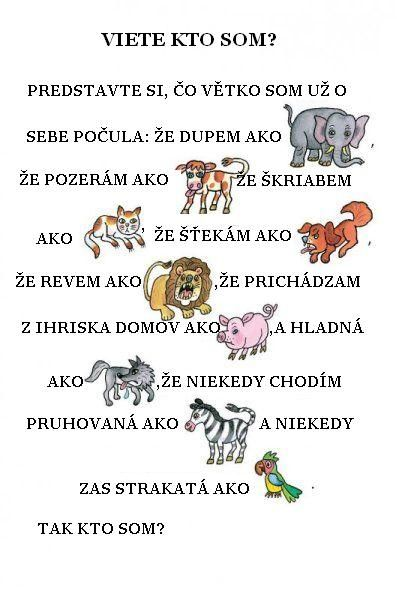 VIETE KTO SOM?
PREDSTAVTE SI, ČO VĚTKO SOM UŽ O
SEBE POČULA: ŽE DUPEM AKO ,
ŽE POZERÁM AKO ŽE ŠKRIABEM
AKO , ŽE ŠŤEKÁM AKO ,
ŽE REVEM AKO ,ŽE PRICHÁDZAM
Z IHRISKA DOMOV AKO ,A HLADNÁ
AKO ,ŽE NIEKEDY CHODÍM
PRUHOVANÁ AKO A NIEKEDY
ZAS STRAKATÁ AKO .
TAK KTO SOM?